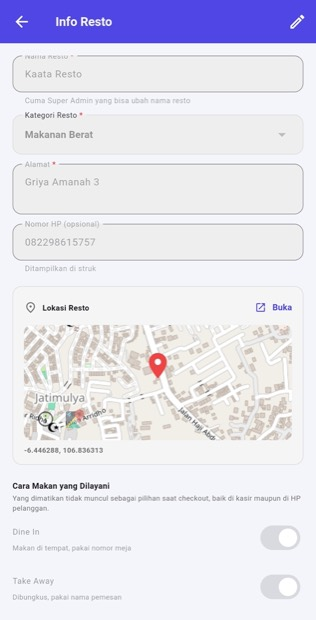 Info Resto
Nama Resto *
Kaata Resto
Cuma Super Admin yang bisa ubah nama resto
Kategori Resto *
Makanan Berat
Alamat *
Griya Amanah 3
Nomor HP (opsional)
082298615757
Ditampilkan di struk
Lokasi Resto
Buka
Jatimulya
Arridho
Jalan Haji Abd
-6.446288, 106.836313
Cara Makan yang Dilayani
Yang dimatikan tidak muncul sebagai pilihan saat checkout, baik di kasir maupun di HP
pelanggan.
Dine In
Makan di tempat, pakai nomor meja
Take Away
Dibungkus, pakai nama pemesan